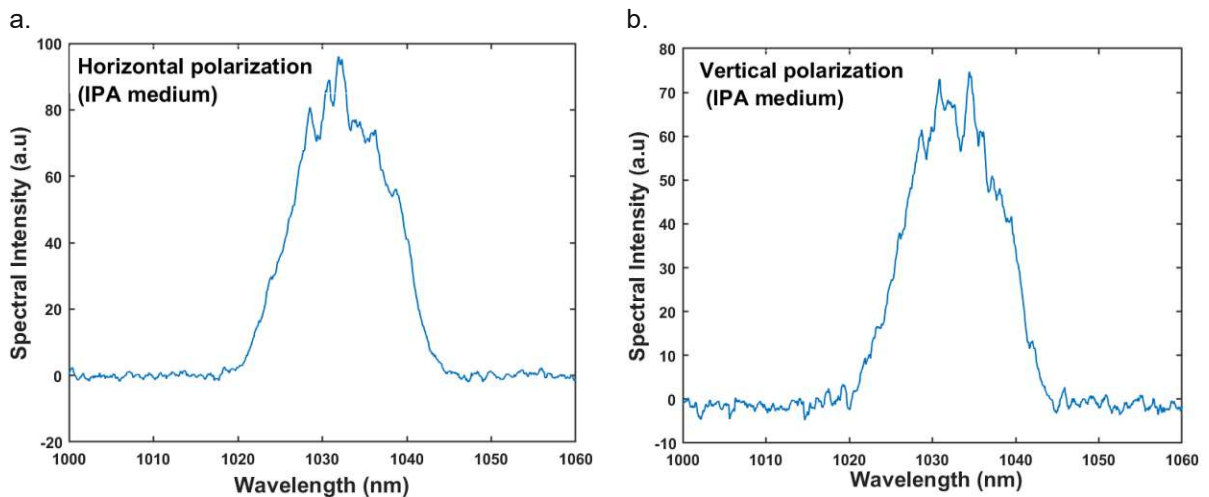 a.
Horizontal polarization
(IPA medium)
Spectral Intensity (a.u)
100
80
60
40
20
0
-20
1000 1010 1020 1030 1040 1050 1060
Wavelength (nm)
b.
Vertical polarization
(IPA medium)
Spectral Intensity (a.u)
80
70
60
50
40
30
20
10
0
-10
1000 1010 1020 1030 1040 1050 1060
Wavelength (nm)